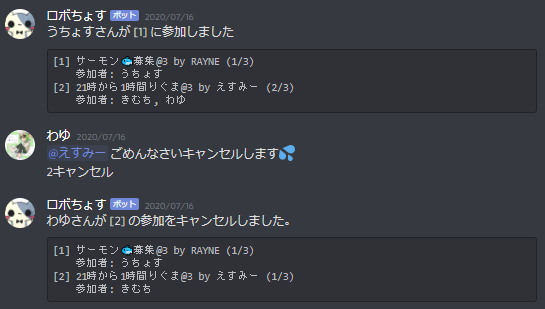 ロボちょす ボット 2020/07/16
うちょすさんが [1] に参加しました
[1] サーモン🐟募集@3 by RAYNE (1/3)
参加者: うちょす
[2] 21時から1時間りぐま@3 by えすみー (2/3)
参加者: きむち, わゆ
わゆ 2020/07/16
@えすみー ごめんなさいキャンセルします💦
2キャンセル
ロボちょす ボット 2020/07/16
わゆさんが [2] の参加をキャンセルしました。
[1] サーモン🐟募集@3 by RAYNE (1/3)
参加者: うちょす
[2] 21時から1時間りぐま@3 by えすみー (1/3)
参加者: きむち